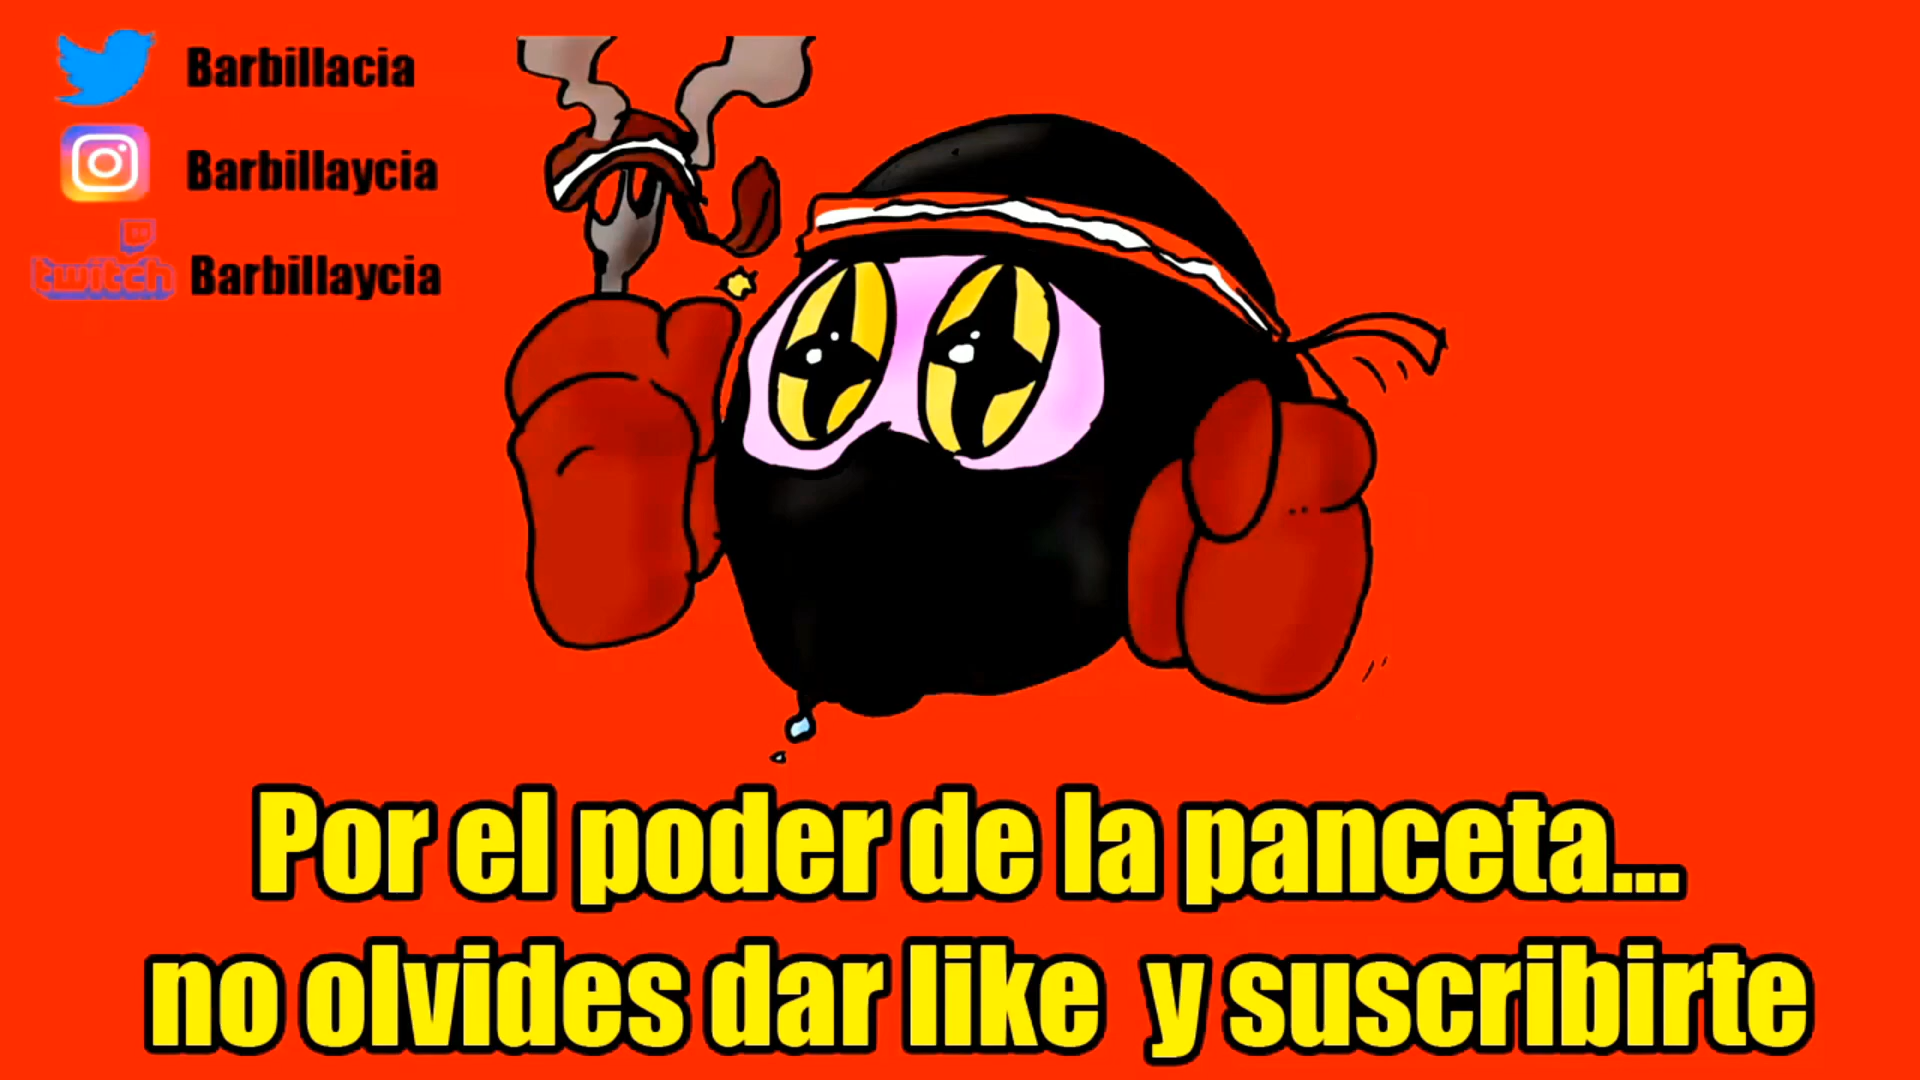 Barbillacia
Barbillaycia
twitch Barbillaycia
Por el poder de la panceta...
no olvides dar like y suscribirte